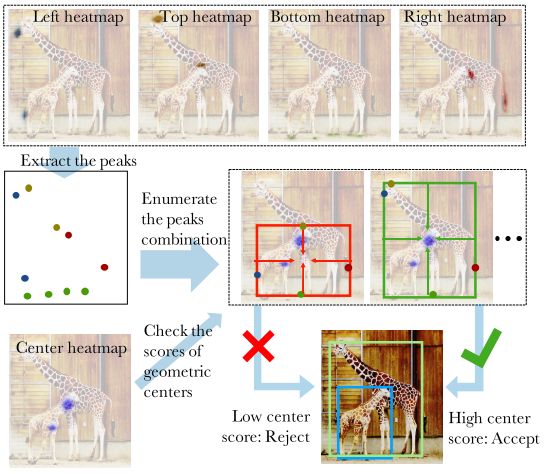 Left heatmap
Top heatmap
Bottom heatmap
Right heatmap
Extract the peaks
Enumerate
the peaks
combination
Center heatmap
Check the
scores of
geometric
centers
Low center
score: Reject
High center
score: Accept